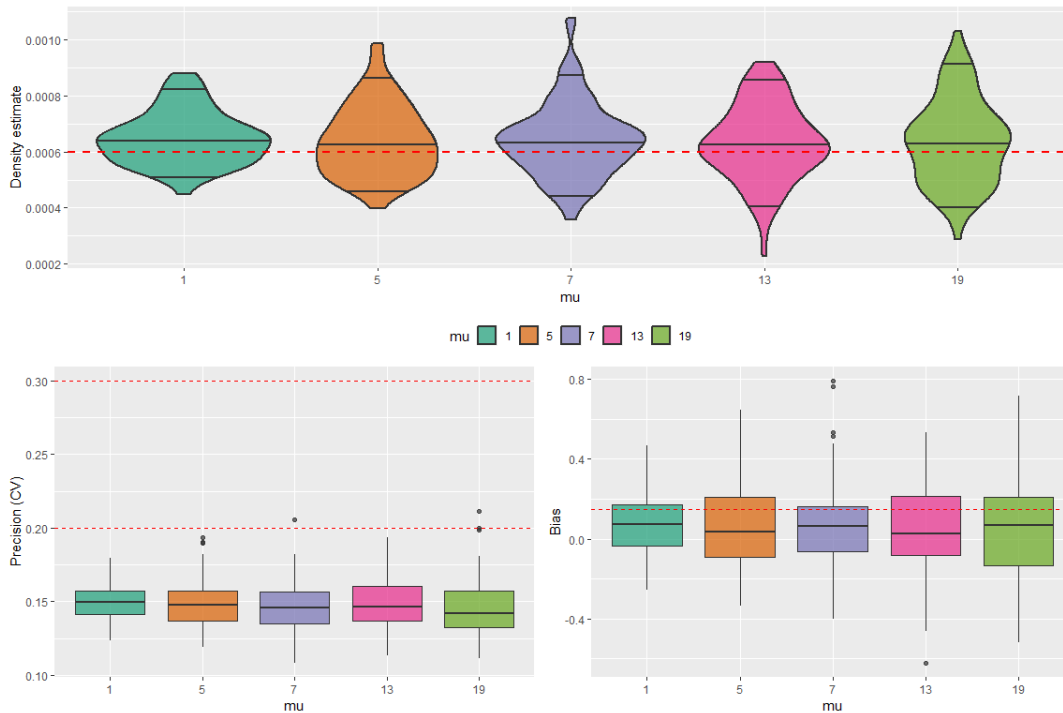 0.0010
0.0008
0.0006
0.0004
0.0002
Density estimate
1 5 7 13 19
mu
mu 1 5 7 13 19
0.30
0.25
0.20
0.15
0.10
Precision (CV)
1 5 7 13 19
mu
0.8
0.4
0.0
-0.4
Bias
1 5 7 13 19
mu